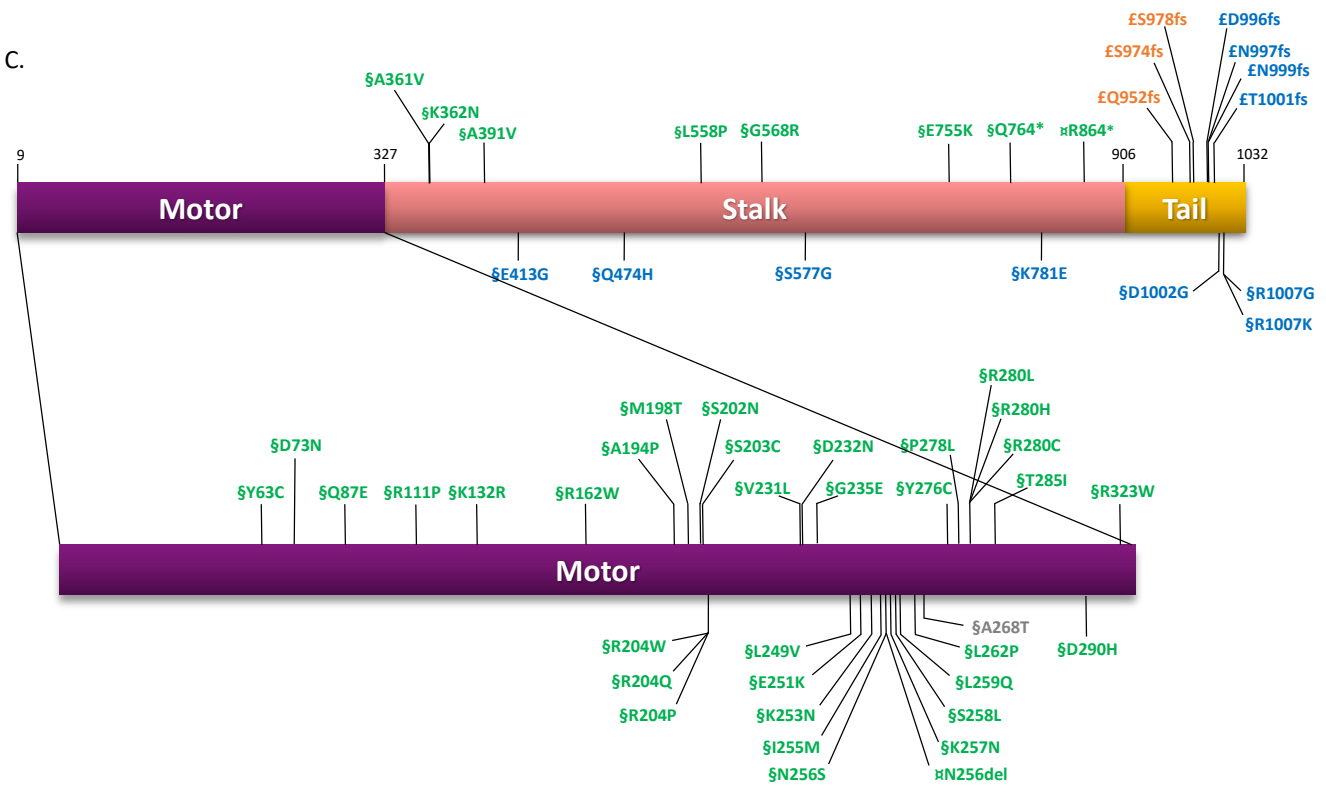 C.
£S978fs £D996fs
£S974fs £N997fs
£N999fs
£Q952fs £T1001fs
§A361V
§K362N
§A391V §L558P §G568R §E755K §Q764* ¤R864*
9 327 906 1032
Motor Stalk Tail
§E413G §Q474H §S577G §K781E
§D1002G §R1007G
§R1007K
§R280L
§M198T §S202N §R280H
§D73N §A194P §S203C §D232N §P278L §R280C
§Y63C §Q87E §R111P §K132R §R162W §V231L §G235E §Y276C §T285I §R323W
Motor
§A268T
§R204W §L249V §L262P §D290H
§R204Q §E251K §L259Q
§R204P §K253N §S258L
§I255M §K257N
§N256S ¤N256del